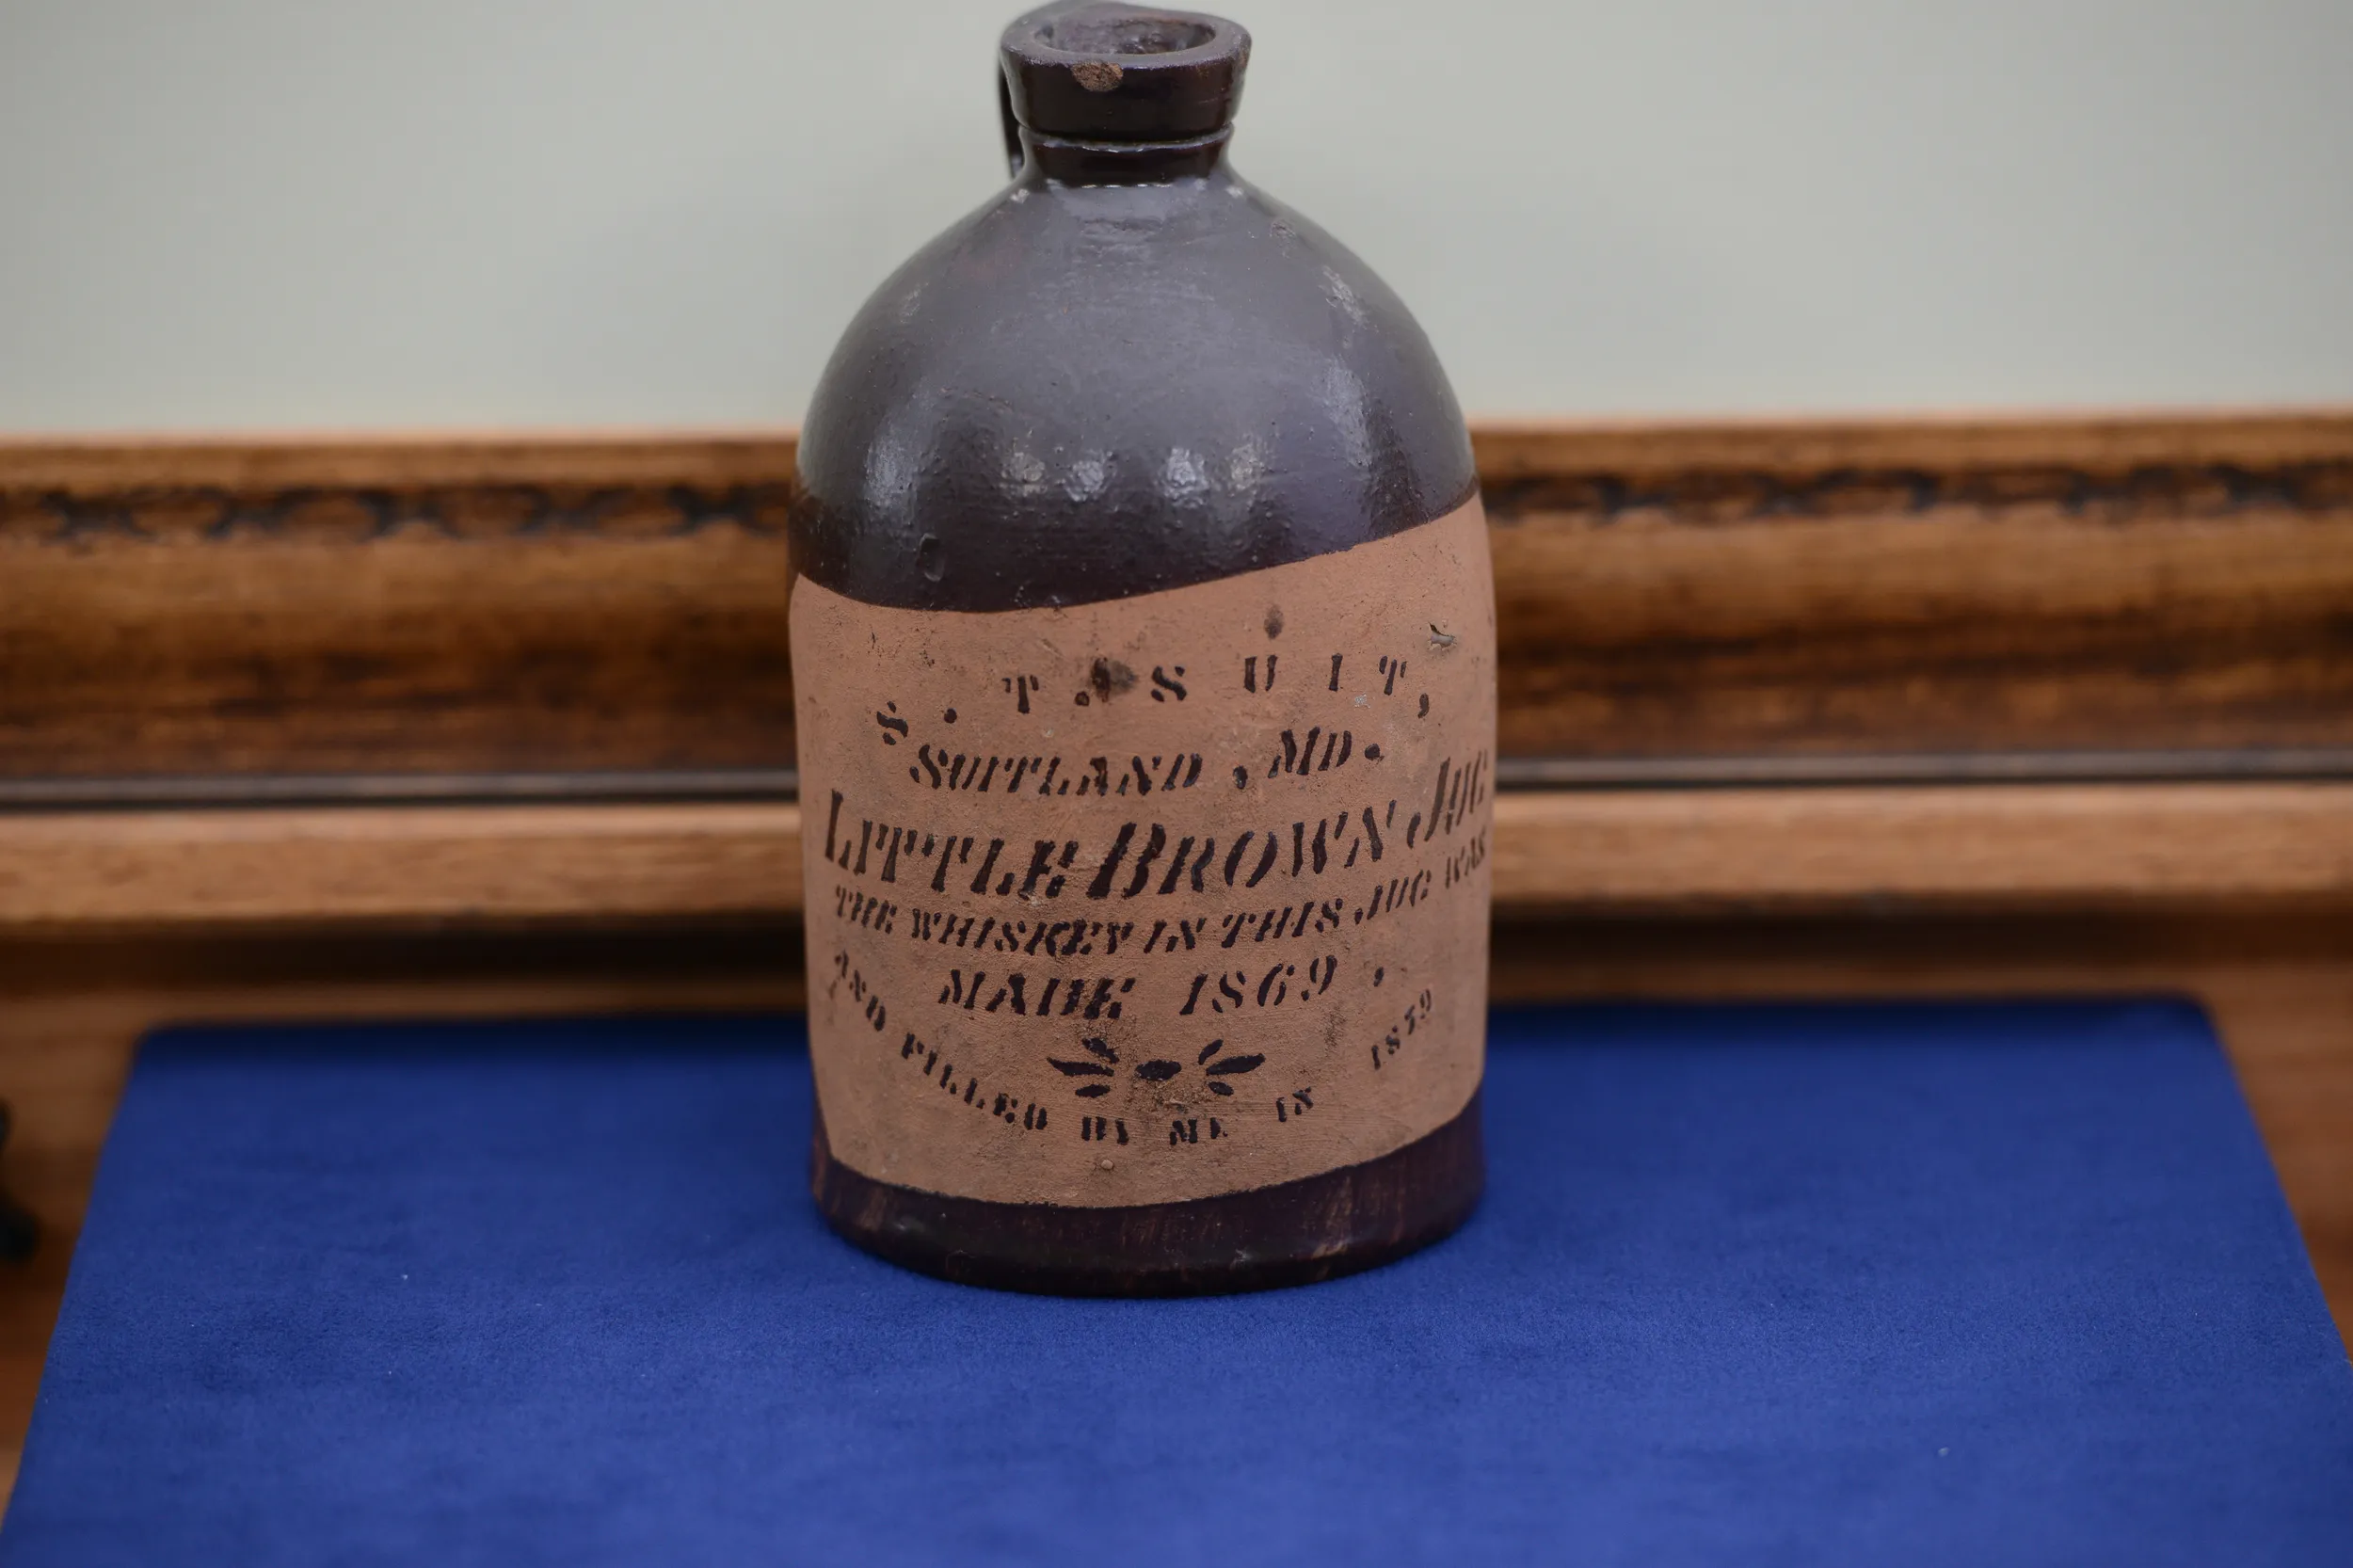 S. T. SUIT,
SUITLAND, MD.
LITTLE BROWN JUG
THE WHISKEY IN THIS JUG WAS
MADE 1869,
AND FILLED BY ME IN 1879